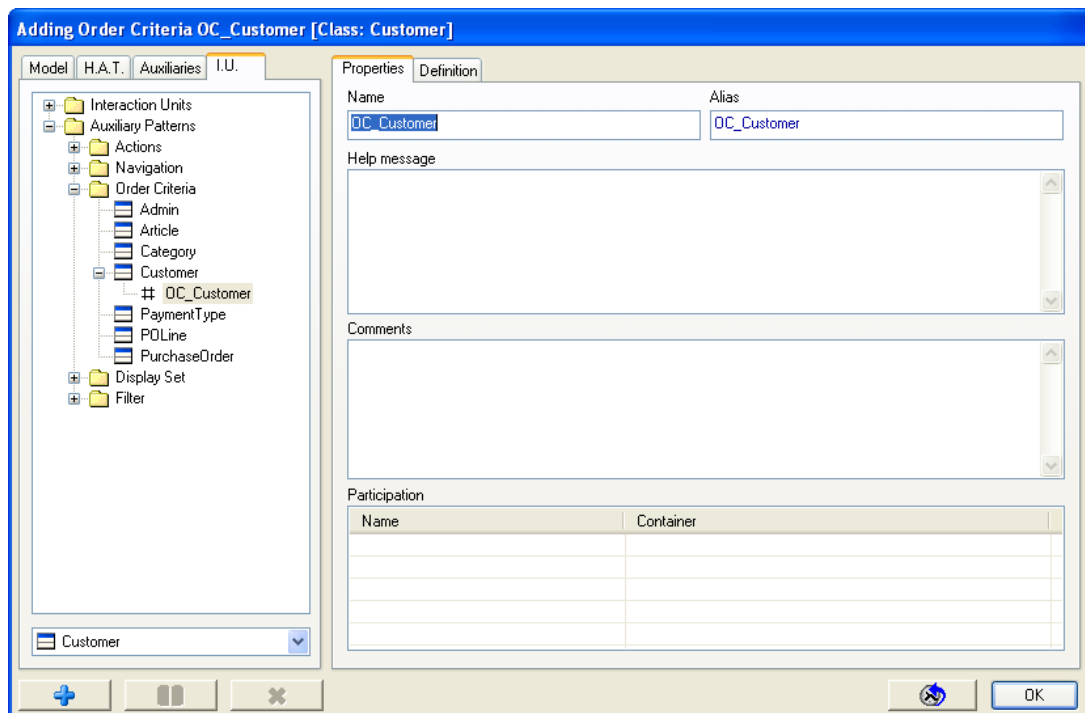 Adding Order Criteria OC_Customer [Class: Customer]
Model H.A.T. Auxiliaries I.U.
Interaction Units
Auxiliary Patterns
Actions
Navigation
Order Criteria
Admin
Article
Category
Customer
OC_Customer
PaymentType
POLine
PurchaseOrder
Display Set
Filter
Customer
Properties Definition
Name Alias
OC_Customer OC_Customer
Help message
Comments
Participation
Name Container
OK